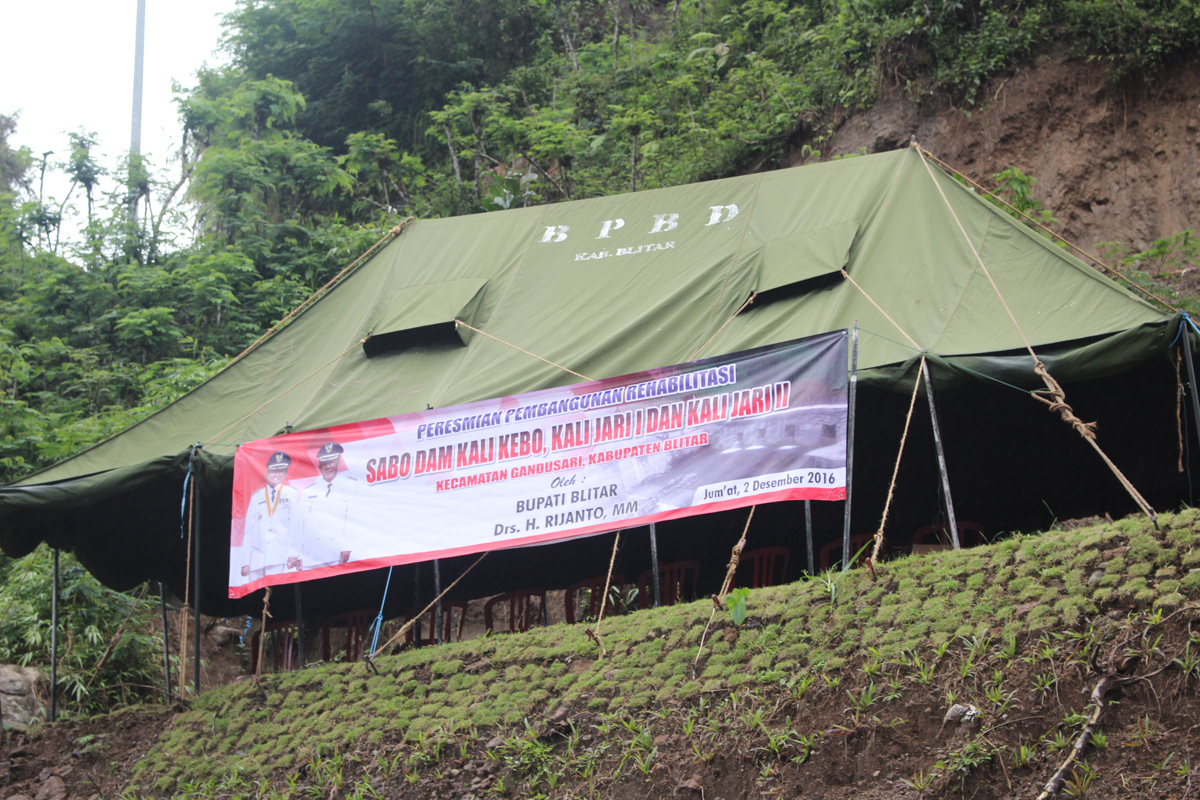 BPBD
KAB. BLITAR
PERESMIAN PEMBANGUNAN REHABILITASI
SABO DAM KALI KEBO, KALI JARI I DAN KALI JARI II
KECAMATAN GANDUSARI, KABUPATEN BLITAR
Oleh :
BUPATI BLITAR
Drs. H. RIJANTO, MM
Jum'at, 2 Desember 2016